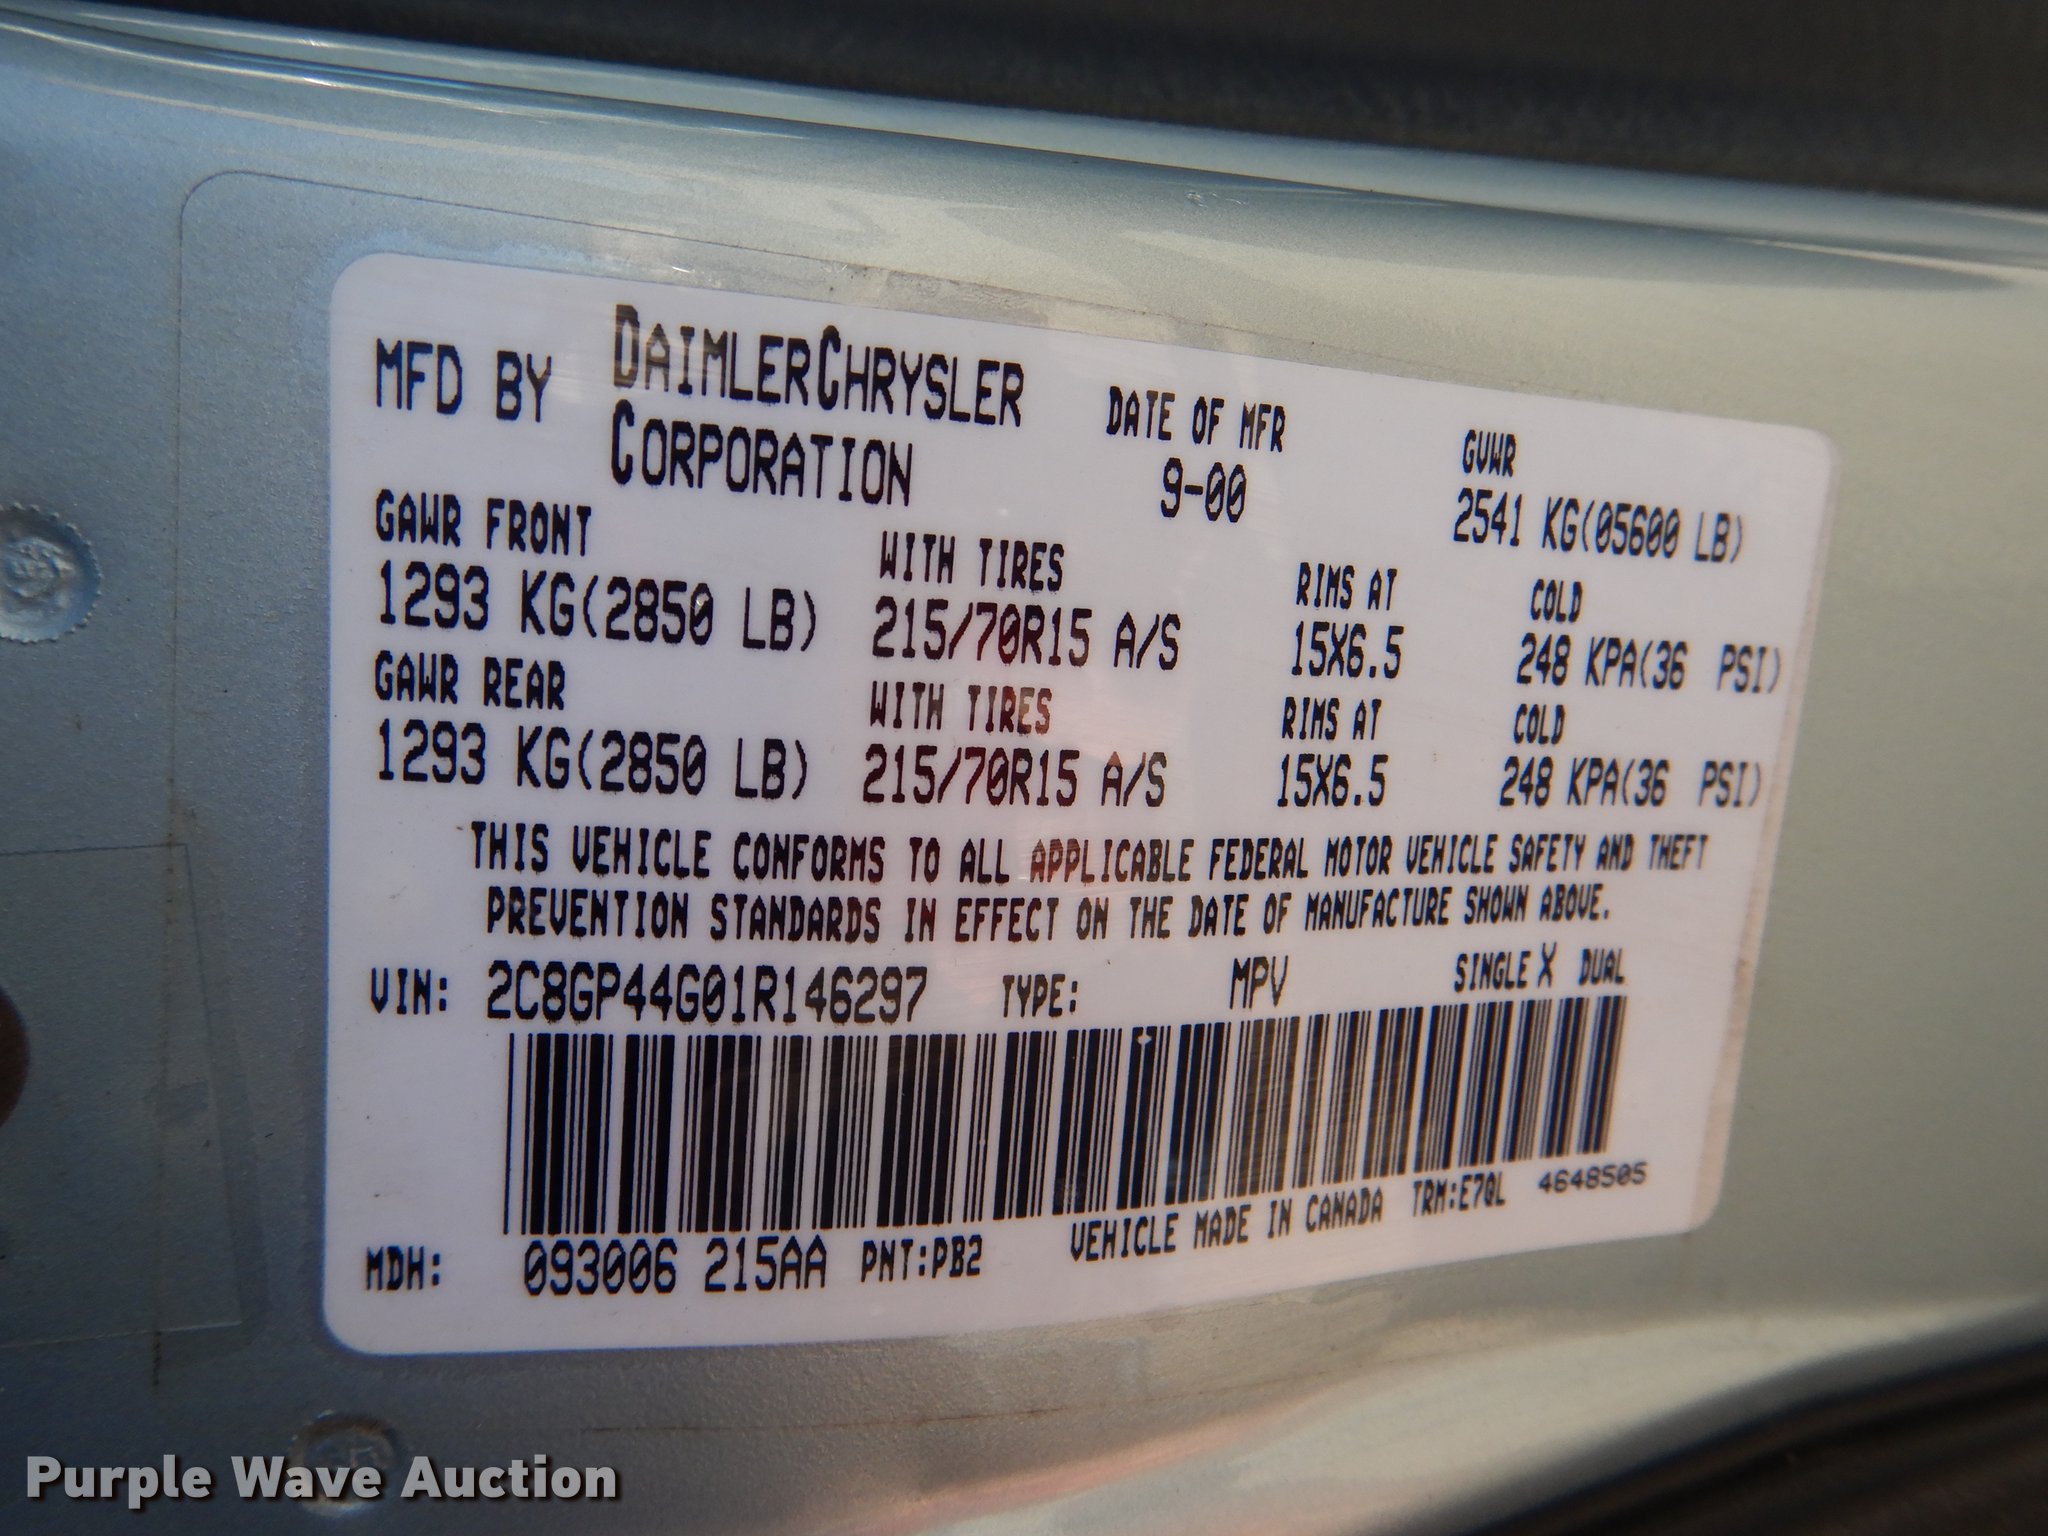 MFD BY DAIMLERCHRYSLER CORPORATION
DATE OF MFR
9-00
GVWR
2541 KG(05600 LB)
GAWR FRONT WITH TIRES RIMS AT COLD
1293 KG(2850 LB) 215/70R15 A/S 15X6.5 248 KPA(36 PSI)
GAWR REAR WITH TIRES RIMS AT COLD
1293 KG(2850 LB) 215/70R15 A/S 15X6.5 248 KPA(36 PSI)
THIS VEHICLE CONFORMS TO ALL APPLICABLE FEDERAL MOTOR VEHICLE SAFETY AND THEFT
PREVENTION STANDARDS IN EFFECT ON THE DATE OF MANUFACTURE SHOWN ABOVE.
VIN: 2C8GP44G01R146297 TYPE: MPV SINGLE X DUAL
MDH: 093006 215AA PNT:PB2 VEHICLE MADE IN CANADA TRM:E7QL 4648505
Purple Wave Auction